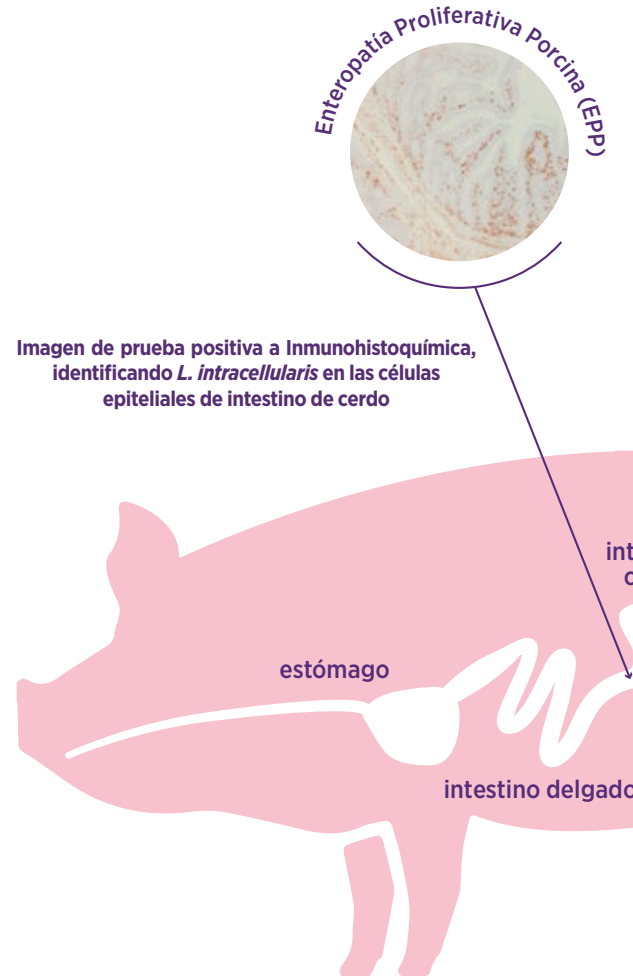 Enteropatía Proliferativa Porcina (EPP)
Imagen de prueba positiva a Inmunohistoquímica,
identificando L. intracellularis en las células
epiteliales de intestino de cerdo
int
estómago
intestino delgado